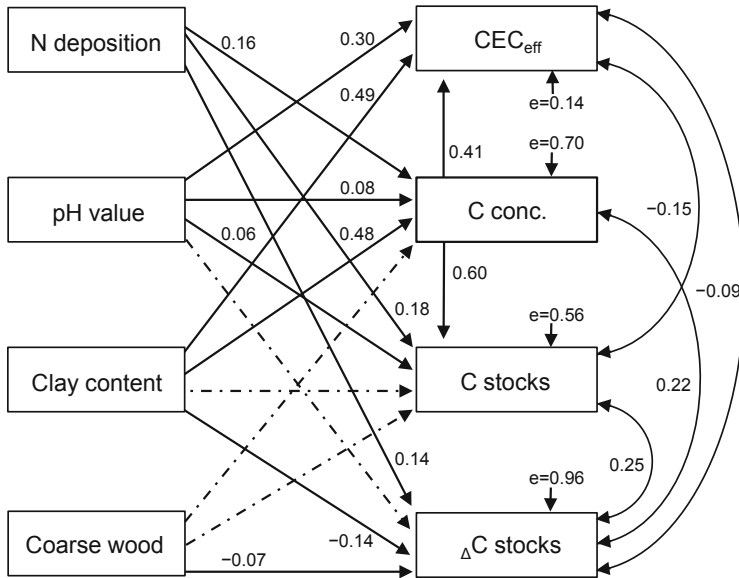 N deposition
0.16
0.30
CEC_eff
0.49
e=0.14
e=0.70
0.41
pH value
0.08
C conc.
−0.15
0.06
0.48
0.60
−0.09
0.18
e=0.56
Clay content
C stocks
0.22
0.14
0.25
e=0.96
Coarse wood
−0.14
ΔC stocks
−0.07